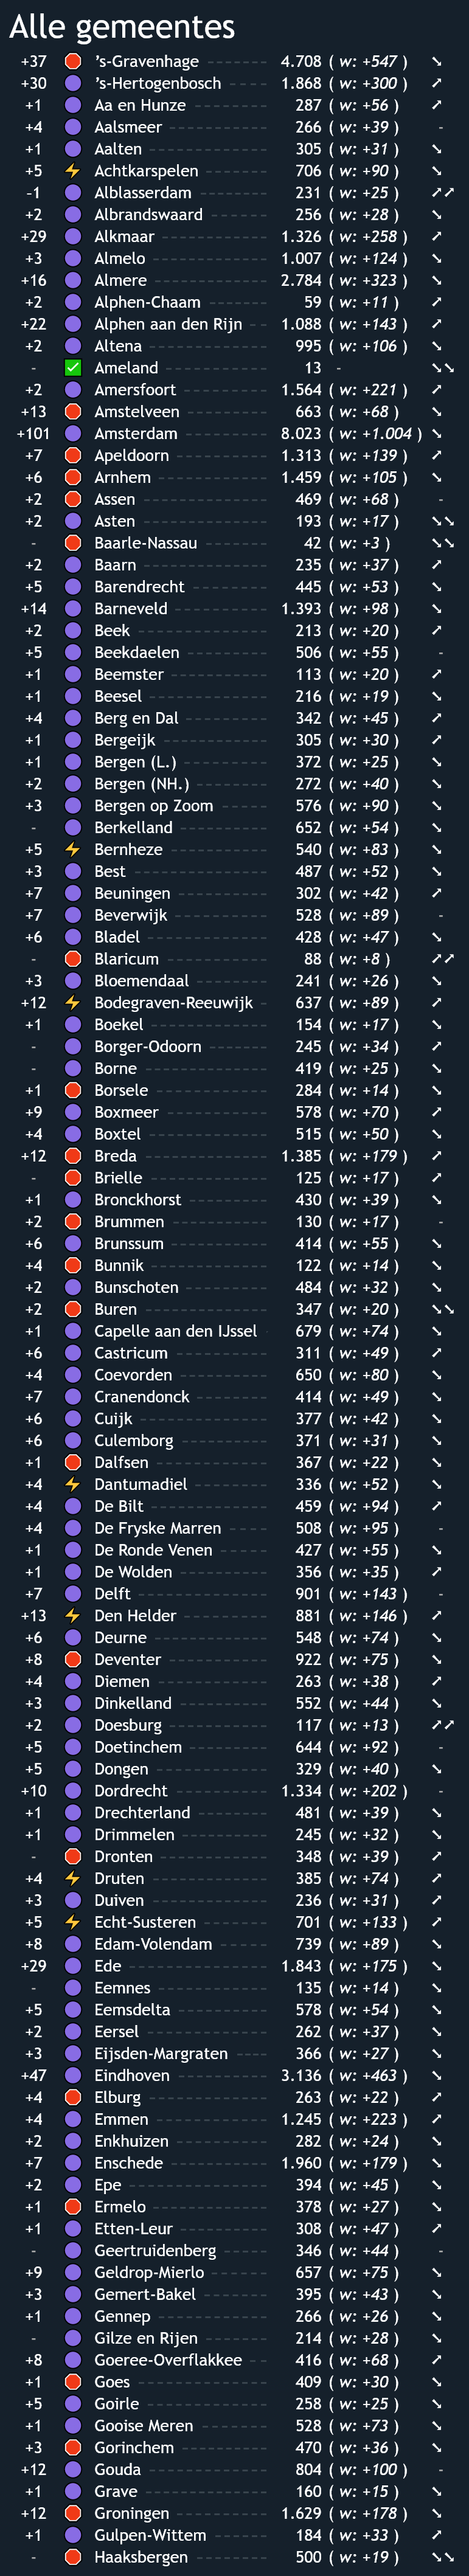 Alle gemeentes
+37 's-Gravenhage 4.708 ( w: +547 )
+30 's-Hertogenbosch 1.868 ( w: +300 )
+1 Aa en Hunze 287 ( w: +56 )
+4 Aalsmeer 266 ( w: +39 ) -
+1 Aalten 305 ( w: +31 )
+5 Achtkarspelen 706 ( w: +90 )
-1 Alblasserdam 231 ( w: +25 )
+2 Albrandswaard 256 ( w: +28 )
+29 Alkmaar 1.326 ( w: +258 )
+3 Almelo 1.007 ( w: +124 )
+16 Almere 2.784 ( w: +323 )
+2 Alphen-Chaam 59 ( w: +11 )
+22 Alphen aan den Rijn 1.088 ( w: +143 )
+2 Altena 995 ( w: +106 )
- Ameland 13 -
+2 Amersfoort 1.564 ( w: +221 )
+13 Amstelveen 663 ( w: +68 )
+101 Amsterdam 8.023 ( w: +1.004 )
+7 Apeldoorn 1.313 ( w: +139 )
+6 Arnhem 1.459 ( w: +105 )
+2 Assen 469 ( w: +68 ) -
+2 Asten 193 ( w: +17 )
- Baarle-Nassau 42 ( w: +3 )
+2 Baarn 235 ( w: +37 )
+5 Barendrecht 445 ( w: +53 )
+14 Barneveld 1.393 ( w: +98 )
+2 Beek 213 ( w: +20 )
+5 Beekdaelen 506 ( w: +55 ) -
+1 Beemster 113 ( w: +20 )
+1 Beesel 216 ( w: +19 )
+4 Berg en Dal 342 ( w: +45 )
+1 Bergeijk 305 ( w: +30 )
+1 Bergen (L.) 372 ( w: +25 )
+2 Bergen (NH.) 272 ( w: +40 )
+3 Bergen op Zoom 576 ( w: +90 )
- Berkelland 652 ( w: +54 )
+5 Bernheze 540 ( w: +83 )
+3 Best 487 ( w: +52 )
+7 Beuningen 302 ( w: +42 )
+7 Beverwijk 528 ( w: +89 ) -
+6 Bladel 428 ( w: +47 )
- Blaricum 88 ( w: +8 )
+3 Bloemendaal 241 ( w: +26 )
+12 Bodegraven-Reeuwijk 637 ( w: +89 )
+1 Boekel 154 ( w: +17 )
- Borger-Odoorn 245 ( w: +34 )
- Borne 419 ( w: +25 )
+1 Borsele 284 ( w: +14 )
+9 Boxmeer 578 ( w: +70 )
+4 Boxtel 515 ( w: +50 )
+12 Breda 1.385 ( w: +179 )
- Brielle 125 ( w: +17 )
+1 Bronckhorst 430 ( w: +39 )
+2 Brummen 130 ( w: +17 ) -
+6 Brunssum 414 ( w: +55 )
+4 Bunnik 122 ( w: +14 )
+2 Bunschoten 484 ( w: +32 )
+2 Buren 347 ( w: +20 )
+1 Capelle aan den IJssel 679 ( w: +74 )
+6 Castricum 311 ( w: +49 )
+4 Coevorden 650 ( w: +80 )
+7 Cranendonck 414 ( w: +49 )
+6 Cuijk 377 ( w: +42 )
+6 Culemborg 371 ( w: +31 )
+1 Dalfsen 367 ( w: +22 )
+4 Dantumadiel 336 ( w: +52 )
+4 De Bilt 459 ( w: +94 )
+4 De Fryske Marren 508 ( w: +95 ) -
+1 De Ronde Venen 427 ( w: +55 )
+1 De Wolden 356 ( w: +35 )
+7 Delft 901 ( w: +143 ) -
+13 Den Helder 881 ( w: +146 )
+6 Deurne 548 ( w: +74 )
+8 Deventer 922 ( w: +75 )
+4 Diemen 263 ( w: +38 )
+3 Dinkelland 552 ( w: +44 )
+2 Doesburg 117 ( w: +13 )
+5 Doetinchem 644 ( w: +92 ) -
+5 Dongen 329 ( w: +40 )
+10 Dordrecht 1.334 ( w: +202 ) -
+1 Drechterland 481 ( w: +39 )
+1 Drimmelen 245 ( w: +32 )
- Dronten 348 ( w: +39 )
+4 Druten 385 ( w: +74 )
+3 Duiven 236 ( w: +31 )
+5 Echt-Susteren 701 ( w: +133 )
+8 Edam-Volendam 739 ( w: +89 )
+29 Ede 1.843 ( w: +175 )
- Eemnes 135 ( w: +14 )
+5 Eemsdelta 578 ( w: +54 )
+2 Eersel 262 ( w: +37 )
+3 Eijsden-Margraten 366 ( w: +27 )
+47 Eindhoven 3.136 ( w: +463 )
+4 Elburg 263 ( w: +22 )
+4 Emmen 1.245 ( w: +223 )
+2 Enkhuizen 282 ( w: +24 )
+7 Enschede 1.960 ( w: +179 )
+2 Epe 394 ( w: +45 )
+1 Ermelo 378 ( w: +27 )
+1 Etten-Leur 308 ( w: +47 )
- Geertruidenberg 346 ( w: +44 ) -
+9 Geldrop-Mierlo 657 ( w: +75 )
+3 Gemert-Bakel 395 ( w: +43 )
+1 Gennep 266 ( w: +26 )
- Gilze en Rijen 214 ( w: +28 )
+8 Goeree-Overflakkee 416 ( w: +68 )
+1 Goes 409 ( w: +30 )
+5 Goirle 258 ( w: +25 )
+1 Gooise Meren 528 ( w: +73 )
+3 Gorinchem 470 ( w: +36 )
+12 Gouda 804 ( w: +100 ) -
+1 Grave 160 ( w: +15 )
+12 Groningen 1.629 ( w: +178 )
+1 Gulpen-Wittem 184 ( w: +33 )
- Haaksbergen 500 ( w: +19 )